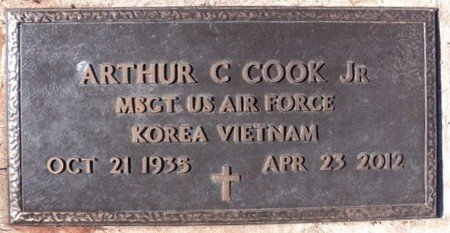 ARTHUR C COOK JR
MSGT US AIR FORCE
KOREA VIETNAM
OCT 21 1935 APR 23 2012